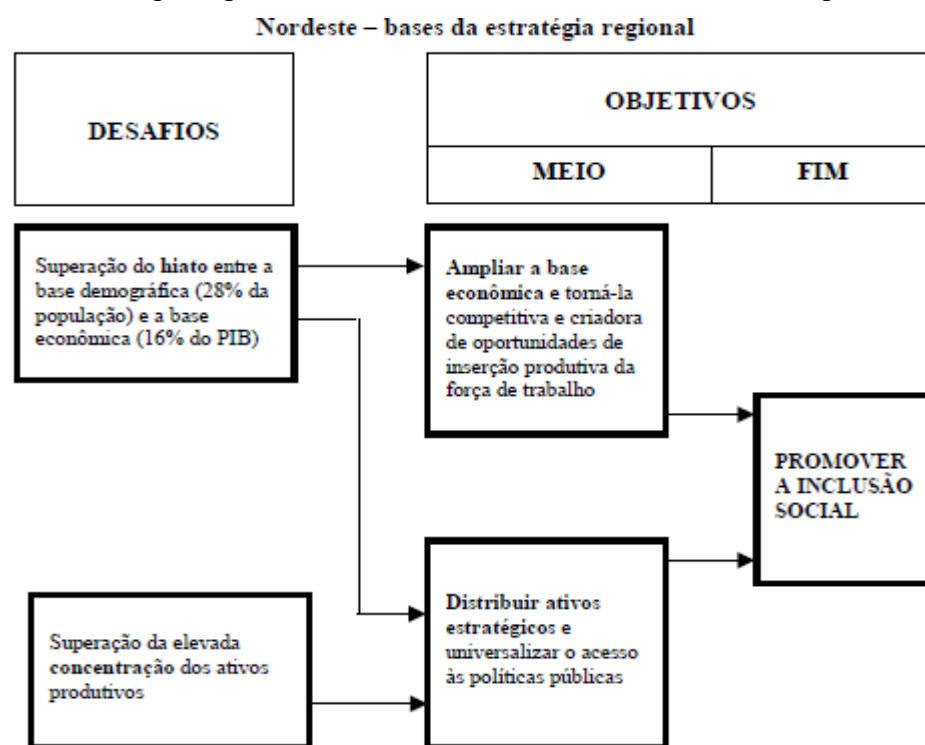 Nordeste – bases da estratégia regional
DESAFIOS
OBJETIVOS
MEIO
FIM
Superação do hiato entre a
base demográfica (28% da
população) e a base
econômica (16% do PIB)
Ampliar a base
econômica e torná-la
competitiva e criadora
de oportunidades de
inserção produtiva da
força de trabalho
PROMOVER
A INCLUSÃO
SOCIAL
Superação da elevada
concentração dos ativos
produtivos
Distribuir ativos
estratégicos e
universalizar o acesso
às políticas públicas